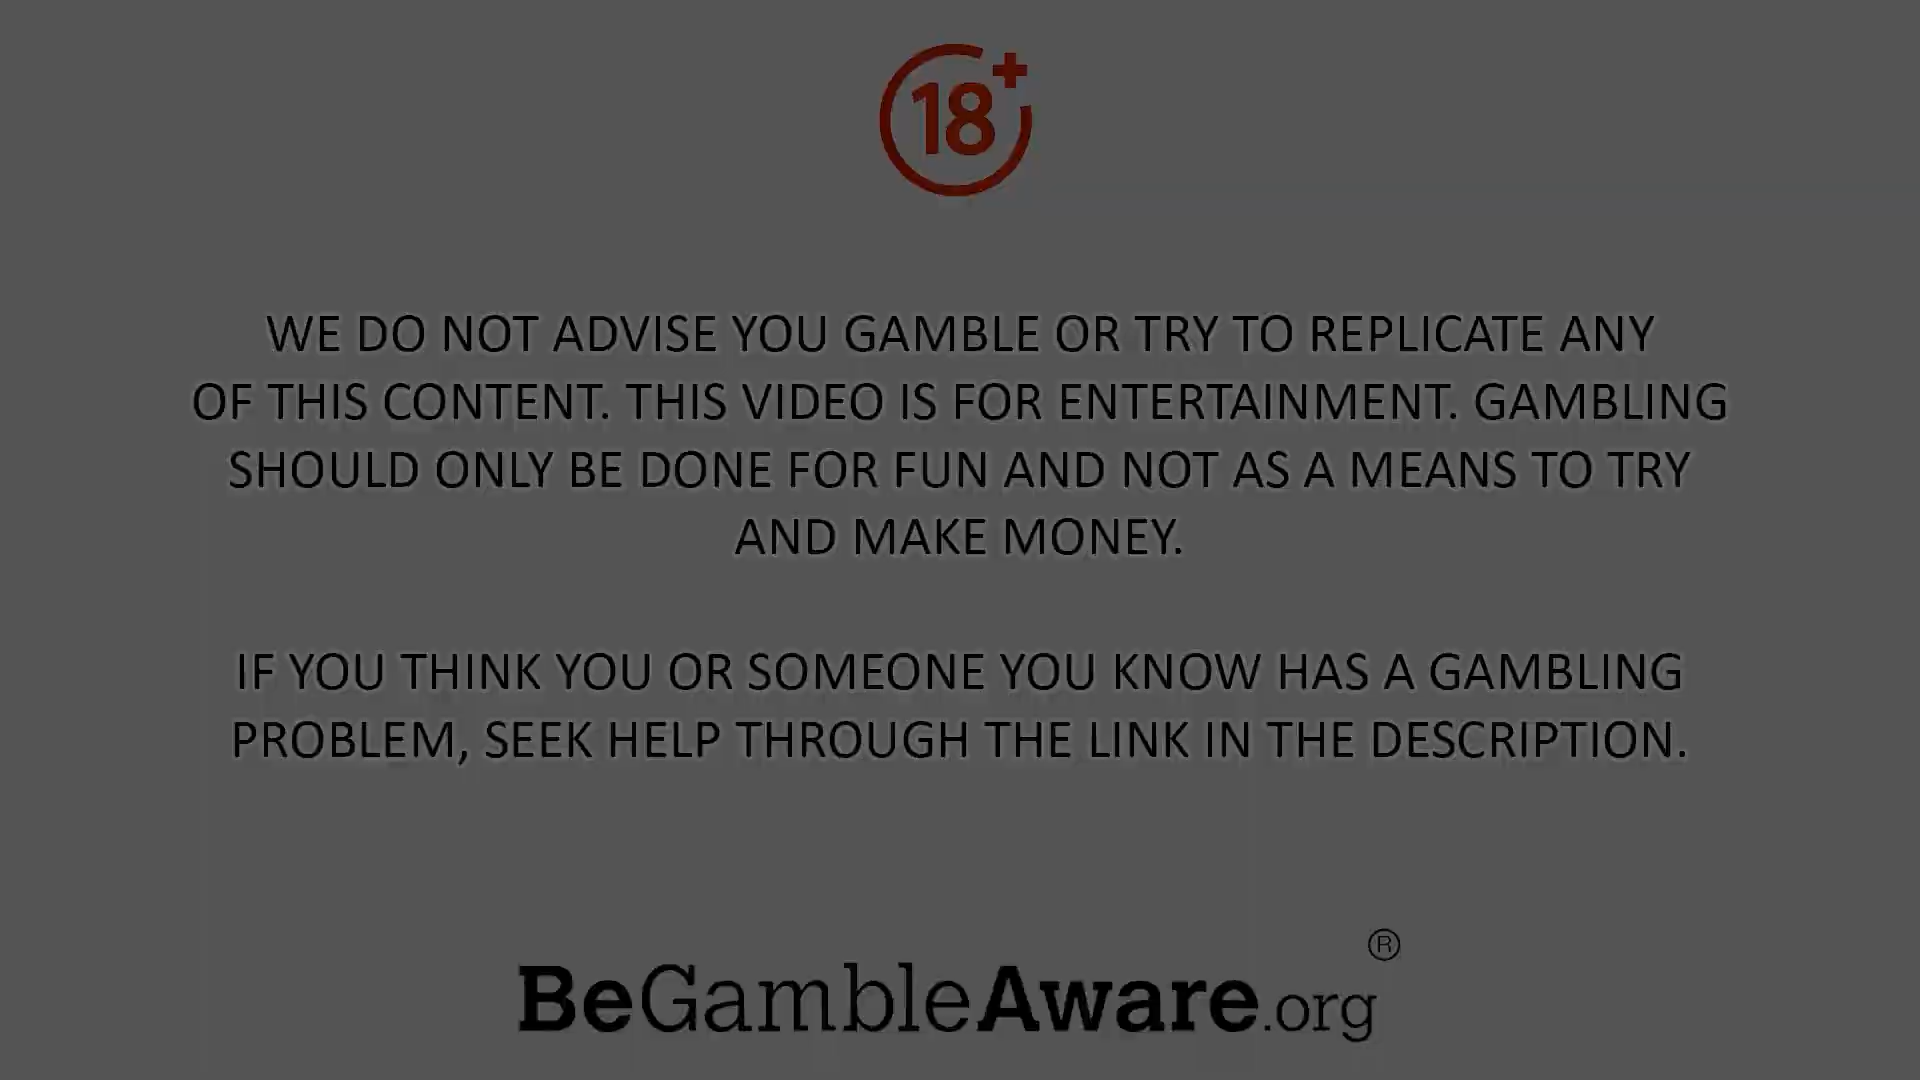 18+
WE DO NOT ADVISE YOU GAMBLE OR TRY TO REPLICATE ANY
OF THIS CONTENT. THIS VIDEO IS FOR ENTERTAINMENT. GAMBLING
SHOULD ONLY BE DONE FOR FUN AND NOT AS A MEANS TO TRY
AND MAKE MONEY.
IF YOU THINK YOU OR SOMEONE YOU KNOW HAS A GAMBLING
PROBLEM, SEEK HELP THROUGH THE LINK IN THE DESCRIPTION.
BeGambleAware.org®